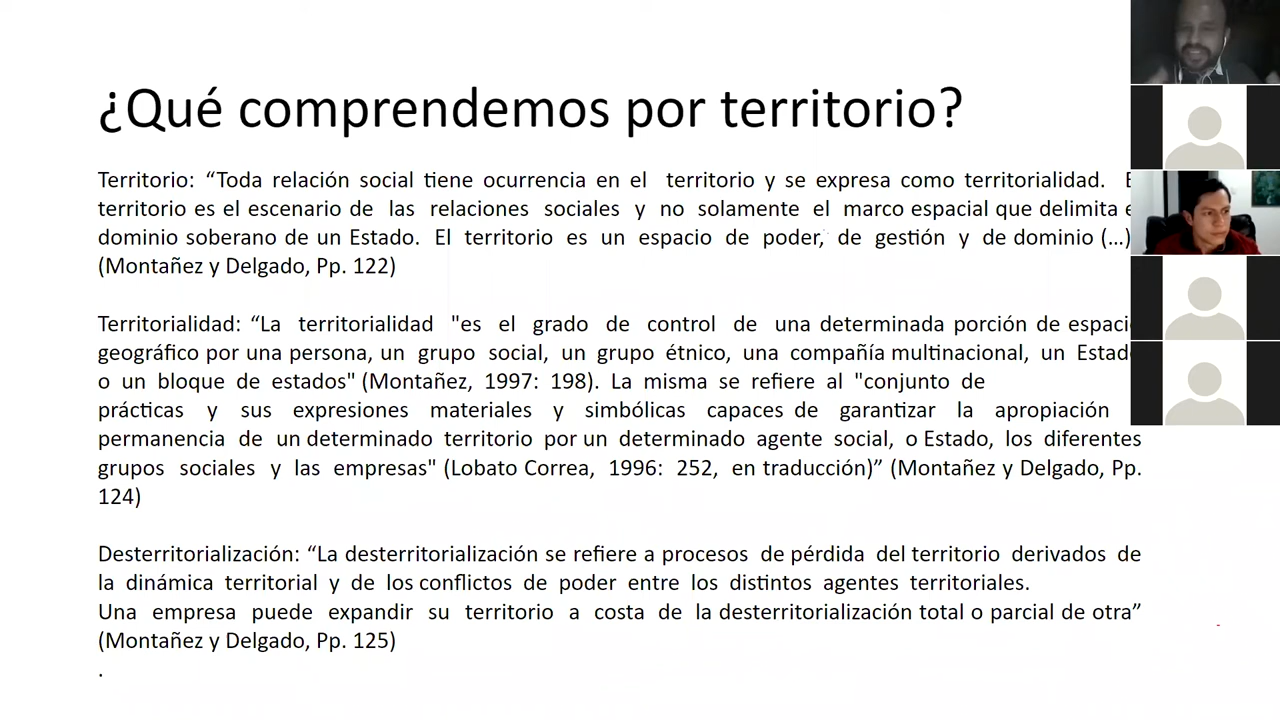 ¿Qué comprendemos por territorio?
Territorio: “Toda relación social tiene ocurrencia en el territorio y se expresa como territorialidad.
territorio es el escenario de las relaciones sociales y no solamente el marco espacial que delimita
dominio soberano de un Estado. El territorio es un espacio de poder, de gestión y de dominio (...)
(Montañez y Delgado, Pp. 122)
Territorialidad: “La territorialidad "es el grado de control de una determinada porción de
geográfico por una persona, un grupo social, un grupo étnico, una compañía multinacional, un
o un bloque de estados" (Montañez, 1997: 198). La misma se refiere al "conjunto de
prácticas y sus expresiones materiales y simbólicas capaces de garantizar la apropiación
permanencia de un determinado territorio por un determinado agente social, o Estado, los diferentes
grupos sociales y las empresas" (Lobato Correa, 1996: 252, en traducción)” (Montañez y Delgado, Pp.
124)
Desterritorialización: “La desterritorialización se refiere a procesos de pérdida del territorio derivados de
la dinámica territorial y de los conflictos de poder entre los distintos agentes territoriales.
Una empresa puede expandir su territorio a costa de la desterritorialización total o parcial de otra”
(Montañez y Delgado, Pp. 125)
.